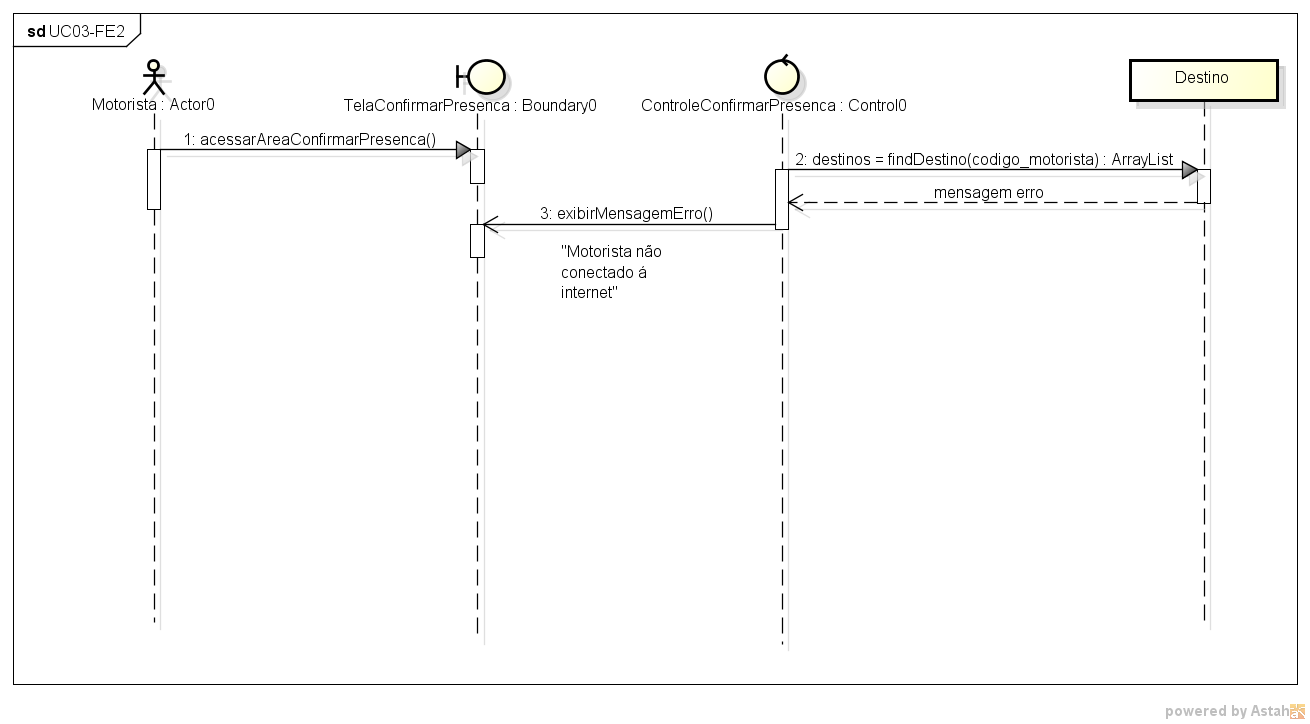 sd UC03-FE2
Motorista : Actor0
TelaConfirmarPresenca : Boundary0
ControleConfirmarPresenca : Control0
Destino
1: acessarAreaConfirmarPresenca()
2: destinos = findDestino(codigo_motorista) : ArrayList
mensagem erro
3: exibirMensagemErro()
"Motorista não
conectado á
internet"
powered by Astah